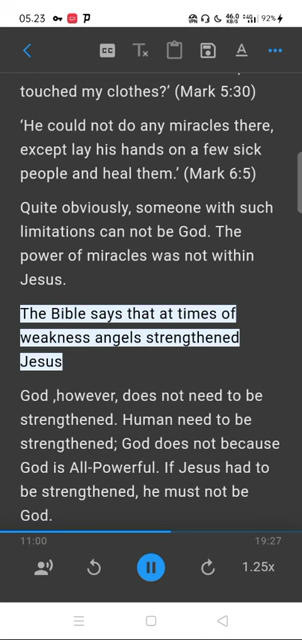 05.23
46.0 KB/S
92%
CC
touched my clothes?’ (Mark 5:30)
‘He could not do any miracles there,
except lay his hands on a few sick
people and heal them.’ (Mark 6:5)
Quite obviously, someone with such
limitations can not be God. The
power of miracles was not within
Jesus.
The Bible says that at times of
weakness angels strengthened
Jesus
God ,however, does not need to be
strengthened. Human need to be
strengthened; God does not because
God is All-Powerful. If Jesus had to
be strengthened, he must not be
God.
11:00
19:27
1.25x